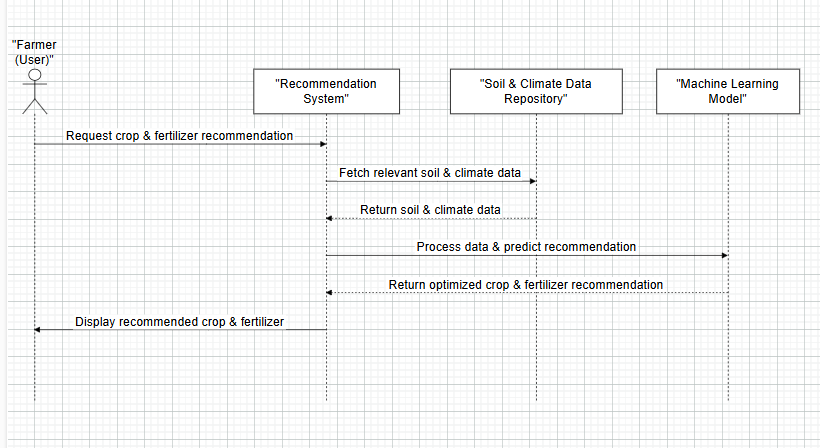 "Farmer
(User)"
"Recommendation
System"
"Soil & Climate Data
Repository"
"Machine Learning
Model"
Request crop & fertilizer recommendation
Fetch relevant soil & climate data
Return soil & climate data
Process data & predict recommendation
Return optimized crop & fertilizer recommendation
Display recommended crop & fertilizer